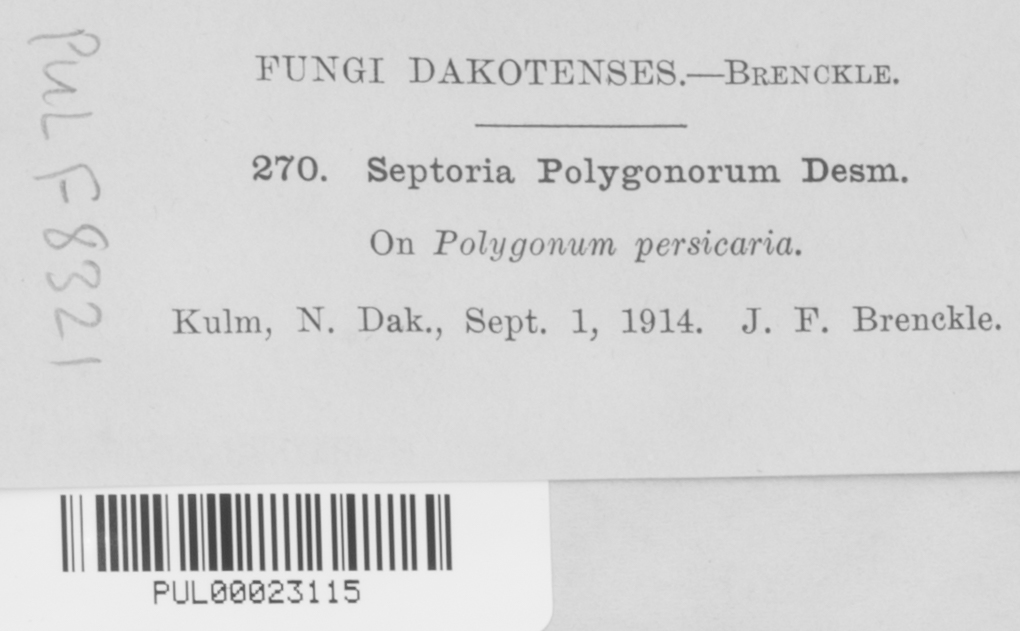 FUNGI DAKOTENSES.—BRENCKLE.
270. Septoria Polygonorum Desm.
On Polygonum persicaria.
Kulm, N. Dak., Sept. 1, 1914. J. F. Brenckle.
PUL F8321
PUL00023115